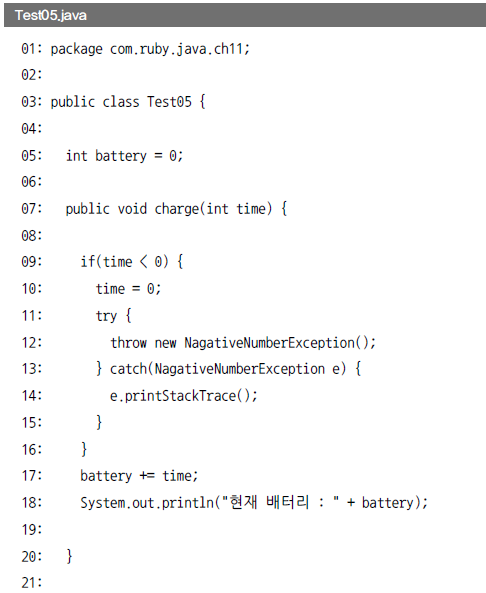 Test05.java
01: package com.ruby.java.ch11;
02:
03: public class Test05 {
04:
05:   int battery = 0;
06:
07:   public void charge(int time) {
08:
09:     if(time < 0) {
10:       time = 0;
11:       try {
12:         throw new NagativeNumberException();
13:       } catch(NagativeNumberException e) {
14:         e.printStackTrace();
15:       }
16:     }
17:     battery += time;
18:     System.out.println("현재 배터리 : " + battery);
19:
20:   }
21: